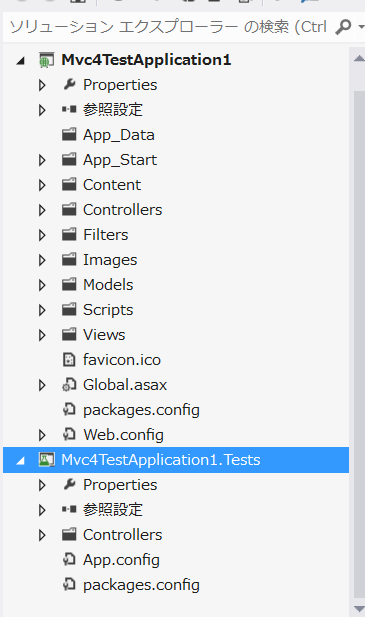 ソリューション エクスプローラー の検索 (Ctrl
Mvc4TestApplication1
Properties
参照設定
App_Data
App_Start
Content
Controllers
Filters
Images
Models
Scripts
Views
favicon.ico
Global.asax
packages.config
Web.config
Mvc4TestApplication1.Tests
Properties
参照設定
Controllers
App.config
packages.config